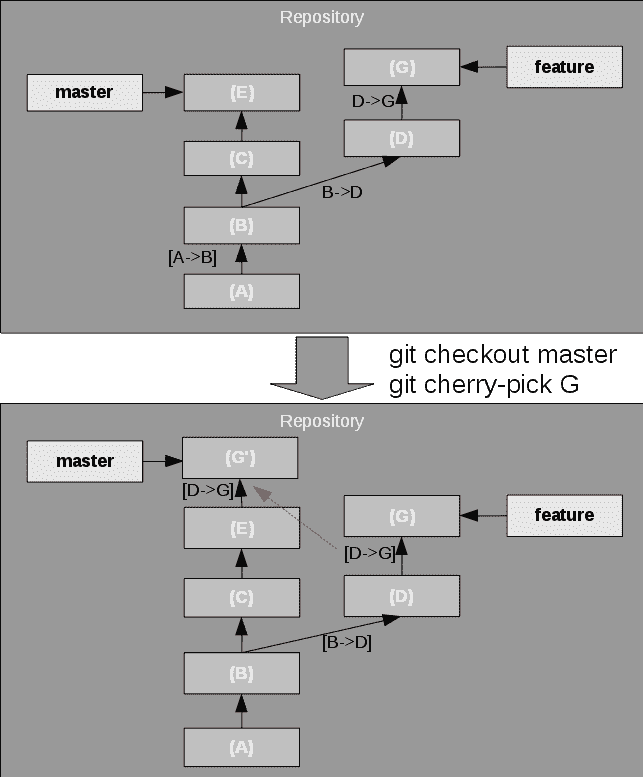 Repository
(G)
feature
master
(E)
D->G
(D)
(C)
B->D
(B)
[A->B]
(A)
git checkout master
git cherry-pick G
Repository
(G')
master
[D->G]
(G)
feature
(E)
[D->G]
(D)
(C)
[B->D]
(B)
(A)